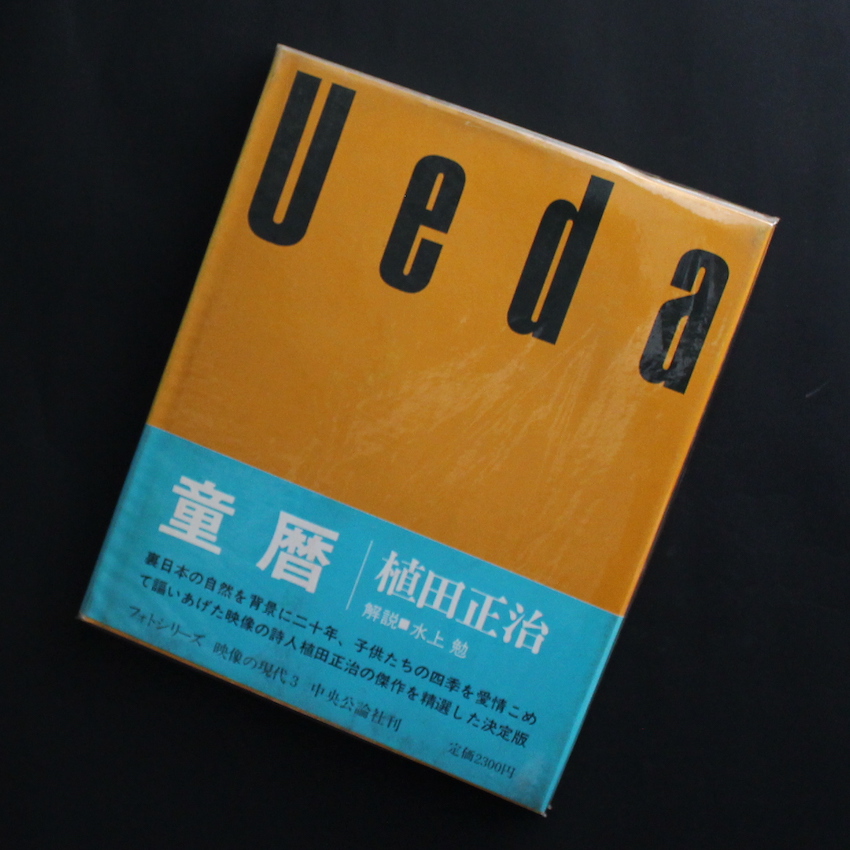 Ueda
童暦
植田正治
解説■水上 勉
裏日本の自然を背景に二十年、子供たちの四季を愛情こめ
て謳いあげた映像の詩人植田正治の傑作を精選した決定版
フォトシリーズ 映像の現代3 中央公論社刊
定価2300円